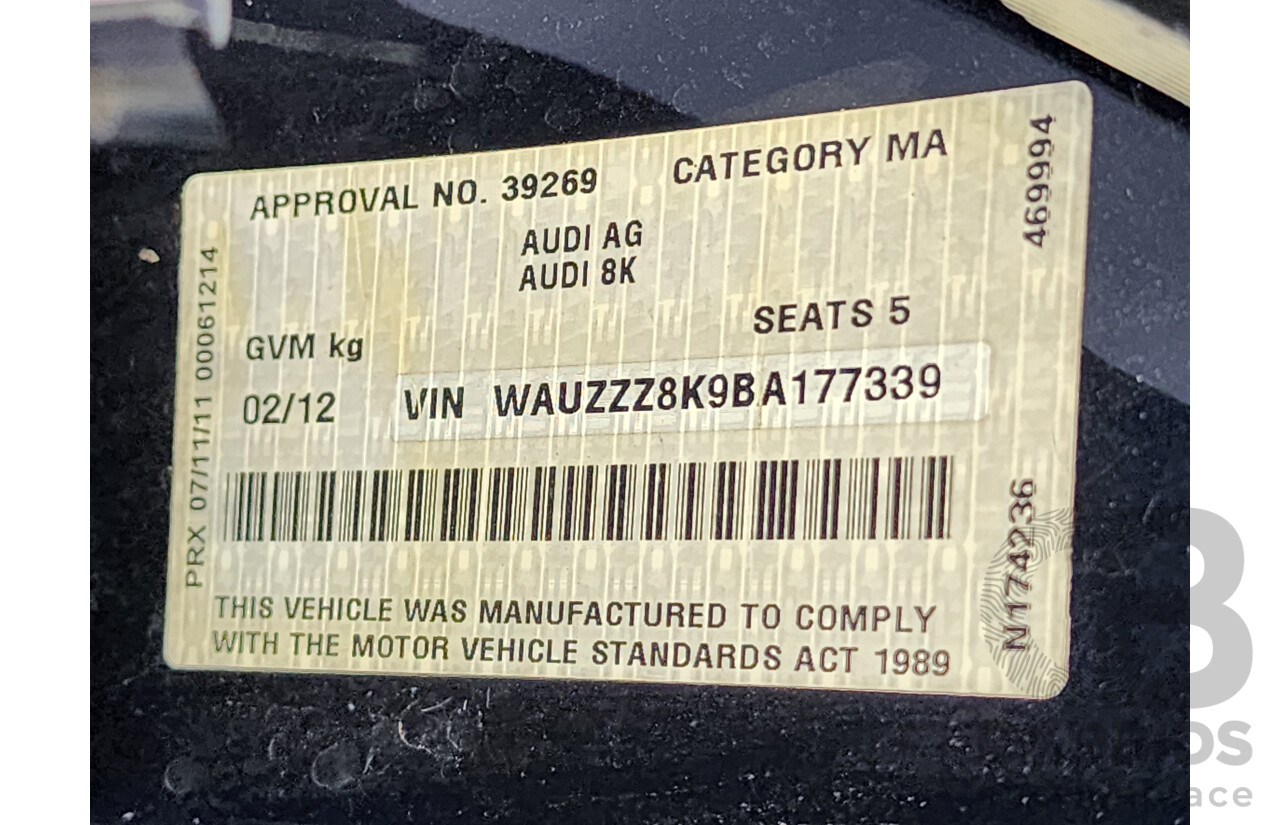 APPROVAL NO. 39269 CATEGORY MA
AUDI AG
AUDI 8K
SEATS 5
GVM kg
02/12 VIN WAUZZZ8K9BA177339
THIS VEHICLE WAS MANUFACTURED TO COMPLY
WITH THE MOTOR VEHICLE STANDARDS ACT 1989
PRX 07/11/11 00061214
469994
N1742236